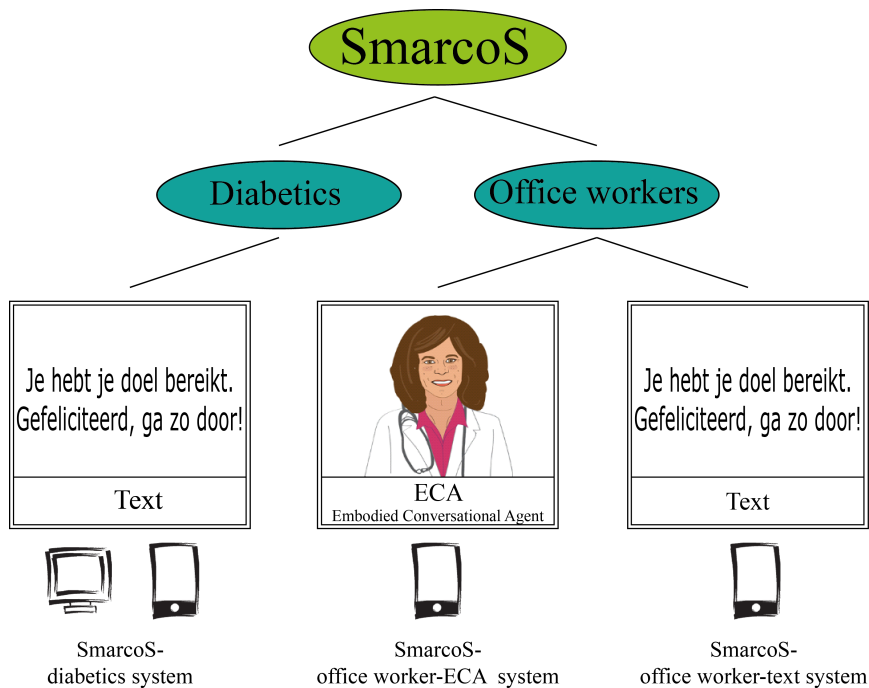 SmarcoS
Diabetics
Office workers
Je hebt je doel bereikt.
Gefeliciteerd, ga zo door!
Text
ECA
Embodied Conversational Agent
Je hebt je doel bereikt.
Gefeliciteerd, ga zo door!
Text
SmarcoS-
diabetics system
SmarcoS-
office worker-ECA system
SmarcoS-
office worker-text system